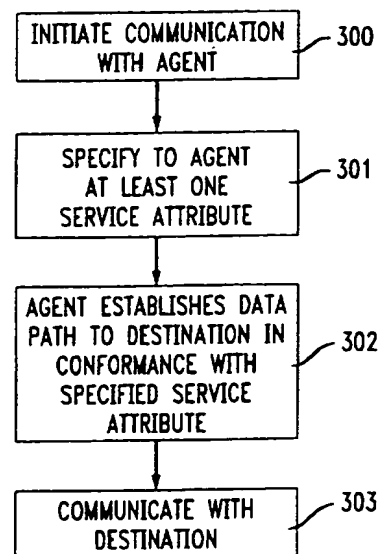 INITIATE COMMUNICATION
WITH AGENT
300
SPECIFY TO AGENT
AT LEAST ONE
SERVICE ATTRIBUTE
301
AGENT ESTABLISHES DATA
PATH TO DESTINATION IN
CONFORMANCE WITH
SPECIFIED SERVICE
ATTRIBUTE
302
COMMUNICATE WITH
DESTINATION
303